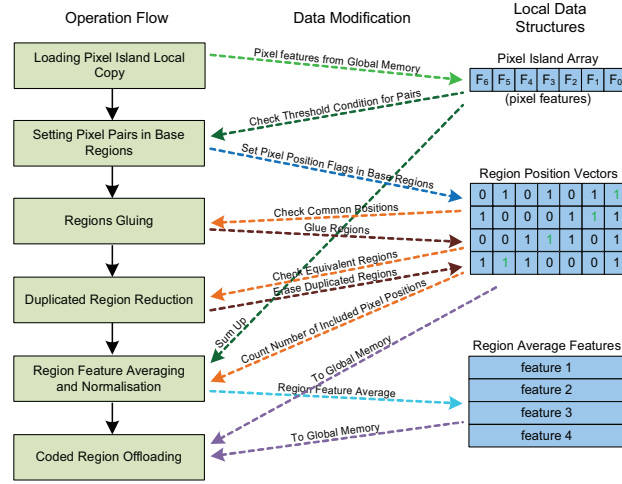 Operation Flow
Data Modification
Local Data
Structures
Loading Pixel Island Local
Copy
Setting Pixel Pairs in Base
Regions
Regions Gluing
Duplicated Region Reduction
Region Feature Averaging
and Normalisation
Coded Region Offloading
Pixel features from Global Memory
Check Threshold Condition for Pairs
Set Pixel Position Flags in Base Regions
Check Common Positions
Glue Regions
Check Equivalent Regions
Erase Duplicated Regions
Sum Up
Count Number of Included Pixel Positions
To Global Memory
Region Feature Average
To Global Memory
Pixel Island Array
F6 F5 F4 F3 F2 F1 F0
(pixel features)
Region Position Vectors
0 1 0 1 0 1 1
1 0 0 0 1 1 1
0 0 1 1 1 0 1
1 1 1 0 0 0 1
Region Average Features
feature 1
feature 2
feature 3
feature 4